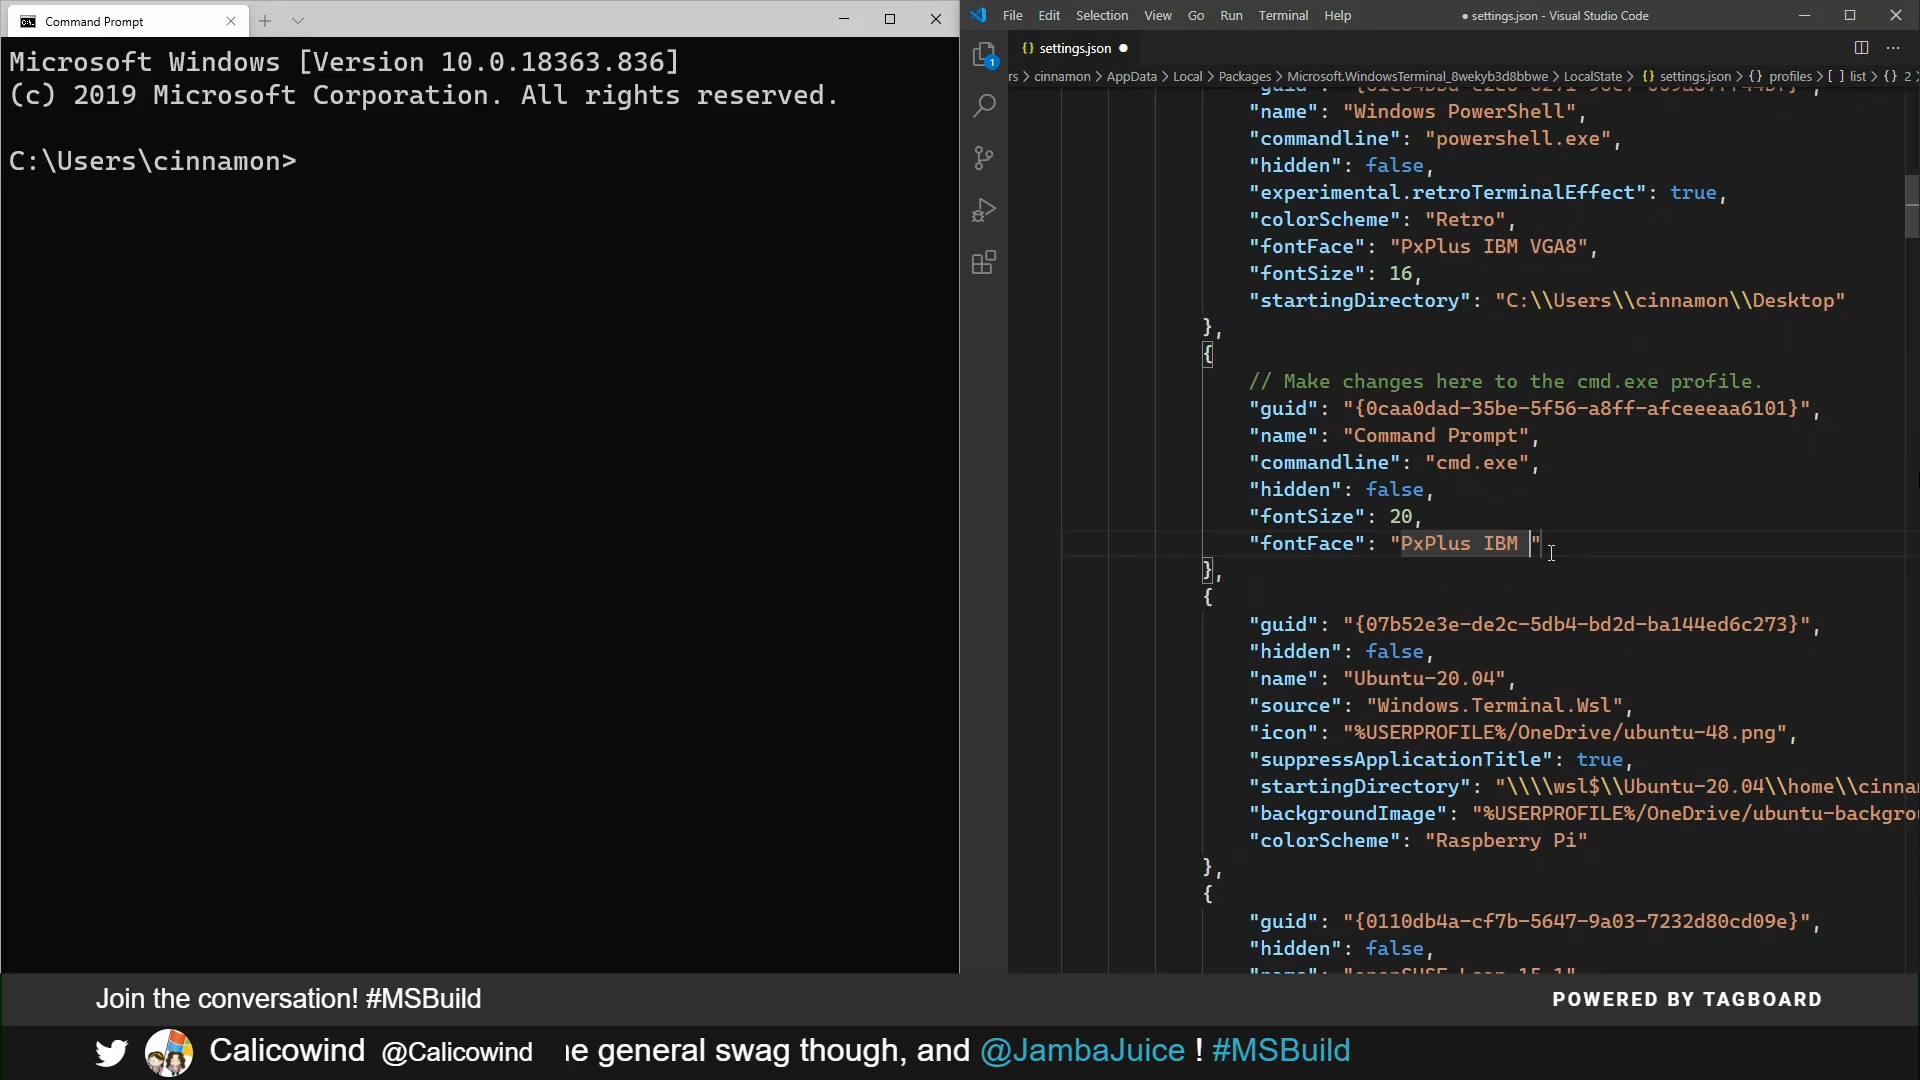 Command Prompt
Microsoft Windows [Version 10.0.18363.836]
(c) 2019 Microsoft Corporation. All rights reserved.
C:\Users\cinnamon>
File Edit Selection View Go Run Terminal Help
● settings.json - Visual Studio Code
{} settings.json ●
1
rs > cinnamon > AppData > Local > Packages > Microsoft.WindowsTerminal_8wekyb3d8bbwe > LocalState > {} settings.json > {} profiles > [ ] list > {} 2 >
"name": "Windows PowerShell",
"commandline": "powershell.exe",
"hidden": false,
"experimental.retroTerminalEffect": true,
"colorScheme": "Retro",
"fontFace": "PxPlus IBM VGA8",
"fontSize": 16,
"startingDirectory": "C:\\Users\\cinnamon\\Desktop"
},
{
// Make changes here to the cmd.exe profile.
"guid": "{0caa0dad-35be-5f56-a8ff-afceeeaa6101}",
"name": "Command Prompt",
"commandline": "cmd.exe",
"hidden": false,
"fontSize": 20,
"fontFace": "PxPlus IBM "
},
{
"guid": "{07b52e3e-de2c-5db4-bd2d-ba144ed6c273}",
"hidden": false,
"name": "Ubuntu-20.04",
"source": "Windows.Terminal.Wsl",
"icon": "%USERPROFILE%/OneDrive/ubuntu-48.png",
"suppressApplicationTitle": true,
"startingDirectory": "\\\\wsl$\\Ubuntu-20.04\\home\\cinna
"backgroundImage": "%USERPROFILE%/OneDrive/ubuntu-backgro
"colorScheme": "Raspberry Pi"
},
{
"guid": "{0110db4a-cf7b-5647-9a03-7232d80cd09e}",
"hidden": false,
Join the conversation! #MSBuild
POWERED BY TAGBOARD
Calicowind @Calicowind
e general swag though, and @JambaJuice ! #MSBuild